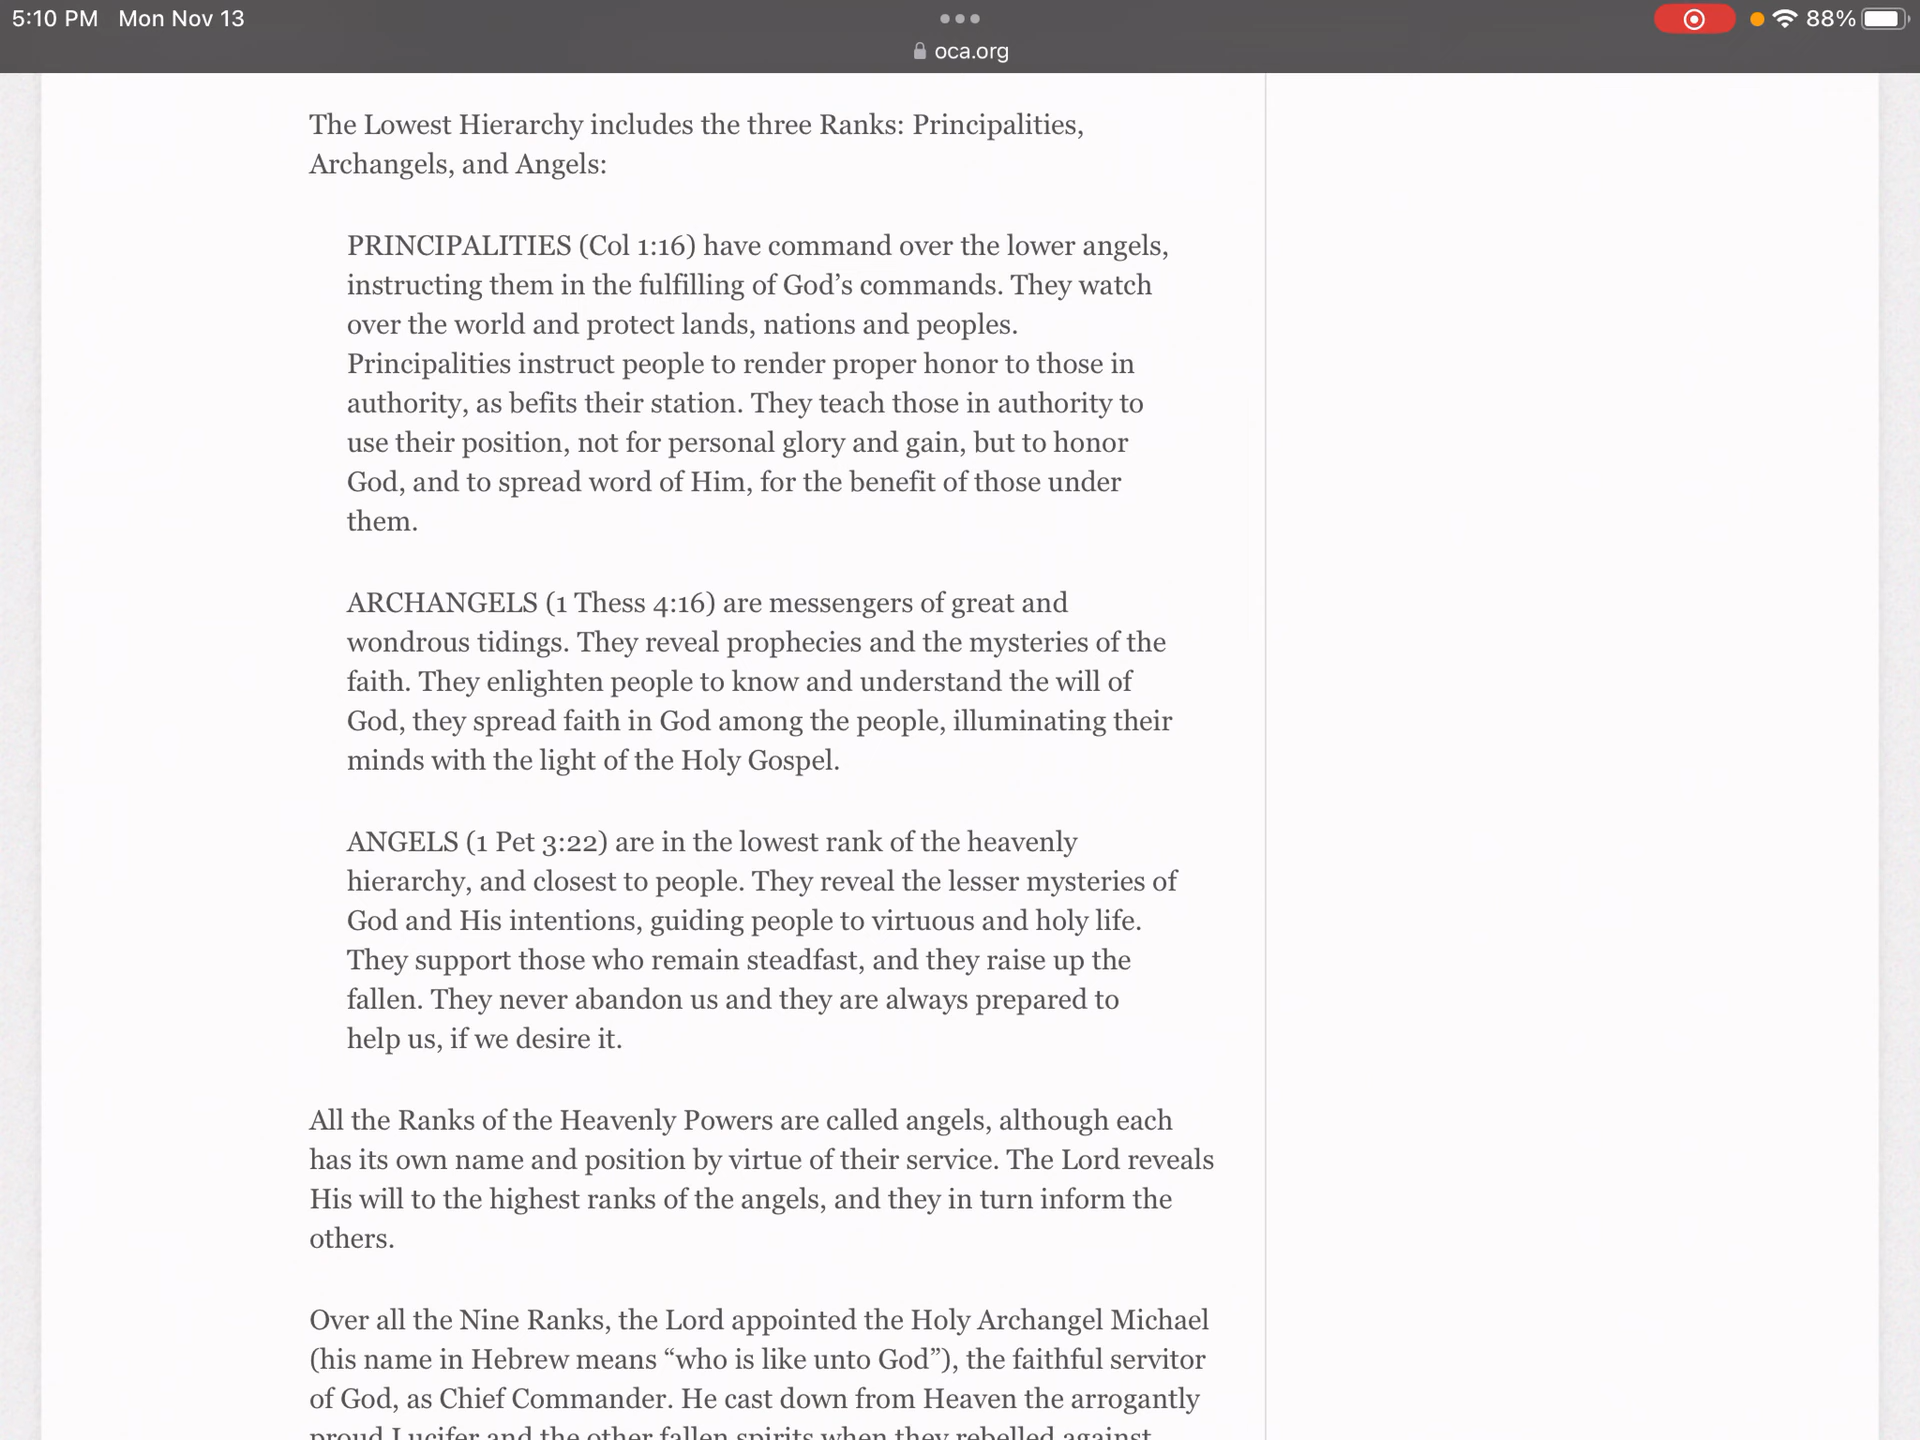 5:10 PM Mon Nov 13
88%
oca.org
The Lowest Hierarchy includes the three Ranks: Principalities,
Archangels, and Angels:
PRINCIPALITIES (Col 1:16) have command over the lower angels,
instructing them in the fulfilling of God’s commands. They watch
over the world and protect lands, nations and peoples.
Principalities instruct people to render proper honor to those in
authority, as befits their station. They teach those in authority to
use their position, not for personal glory and gain, but to honor
God, and to spread word of Him, for the benefit of those under
them.
ARCHANGELS (1 Thess 4:16) are messengers of great and
wondrous tidings. They reveal prophecies and the mysteries of the
faith. They enlighten people to know and understand the will of
God, they spread faith in God among the people, illuminating their
minds with the light of the Holy Gospel.
ANGELS (1 Pet 3:22) are in the lowest rank of the heavenly
hierarchy, and closest to people. They reveal the lesser mysteries of
God and His intentions, guiding people to virtuous and holy life.
They support those who remain steadfast, and they raise up the
fallen. They never abandon us and they are always prepared to
help us, if we desire it.
All the Ranks of the Heavenly Powers are called angels, although each
has its own name and position by virtue of their service. The Lord reveals
His will to the highest ranks of the angels, and they in turn inform the
others.
Over all the Nine Ranks, the Lord appointed the Holy Archangel Michael
(his name in Hebrew means “who is like unto God”), the faithful servitor
of God, as Chief Commander. He cast down from Heaven the arrogantly
proud Lucifer and the other fallen spirits when they rebelled against